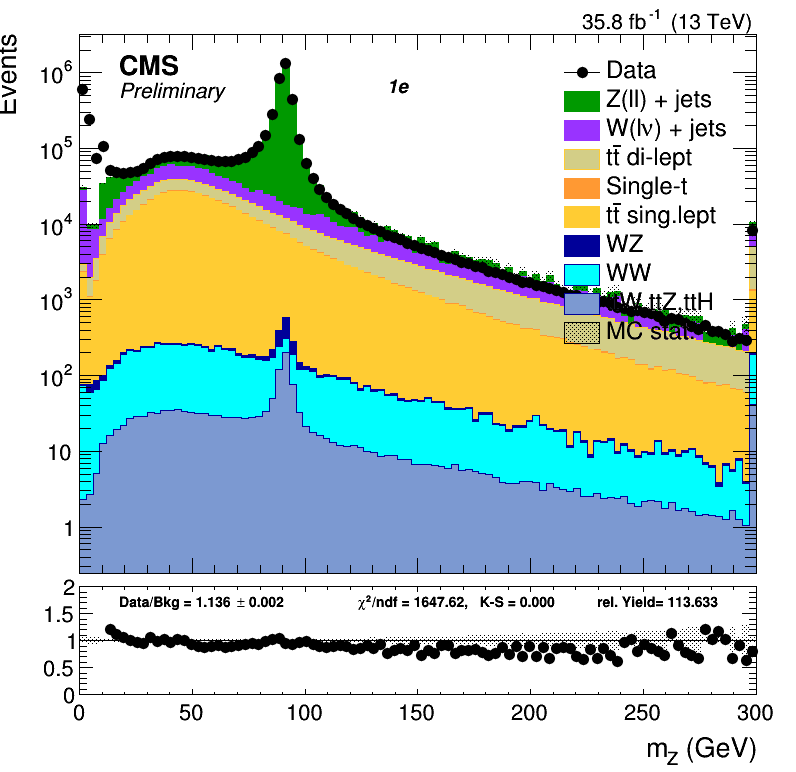 35.8 fb⁻¹ (13 TeV)
Events
CMS
Preliminary
1e
Data
Z(ll) + jets
W(lν) + jets
tt̄ di-lept
Single-t
tt̄ sing.lept
WZ
WW
ttW,ttZ,ttH
MC stat.
10⁶
10⁵
10⁴
10³
10²
10
1
Data/Bkg = 1.136 ± 0.002 χ²/ndf = 1647.62, K-S = 0.000 rel. Yield= 113.633
2
1.5
1
0.5
0
0 50 100 150 200 250 300
m_Z (GeV)